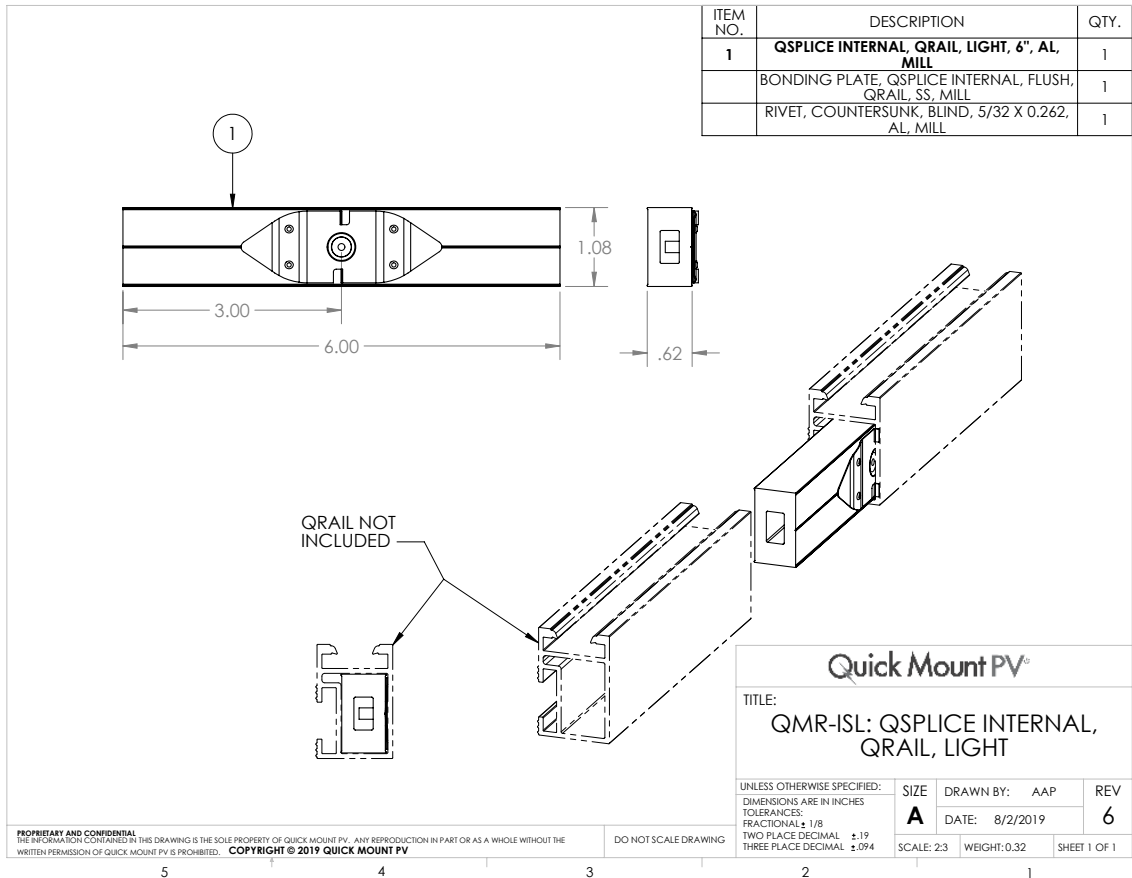 ITEM NO.
DESCRIPTION
QTY.
1
QSPLICE INTERNAL, QRAIL, LIGHT, 6", AL,
MILL
1
BONDING PLATE, QSPLICE INTERNAL, FLUSH,
QRAIL, SS, MILL
1
RIVET, COUNTERSUNK, BLIND, 5/32 X 0.262,
AL, MILL
1
1
1.08
3.00
6.00
.62
QRAIL NOT
INCLUDED
Quick Mount PV
TITLE:
QMR-ISL: QSPLICE INTERNAL,
QRAIL, LIGHT
UNLESS OTHERWISE SPECIFIED:
DIMENSIONS ARE IN INCHES
TOLERANCES:
FRACTIONAL ± 1/8
TWO PLACE DECIMAL ±.19
THREE PLACE DECIMAL ±.094
SIZE
A
DRAWN BY: AAP
DATE: 8/2/2019
REV
6
SCALE: 2:3
WEIGHT: 0.32
SHEET 1 OF 1
PROPRIETARY AND CONFIDENTIAL
THE INFORMATION CONTAINED IN THIS DRAWING IS THE SOLE PROPERTY OF QUICK MOUNT PV. ANY REPRODUCTION IN PART OR AS A WHOLE WITHOUT THE
WRITTEN PERMISSION OF QUICK MOUNT PV IS PROHIBITED. COPYRIGHT © 2019 QUICK MOUNT PV
DO NOT SCALE DRAWING
5 4 3 2 1